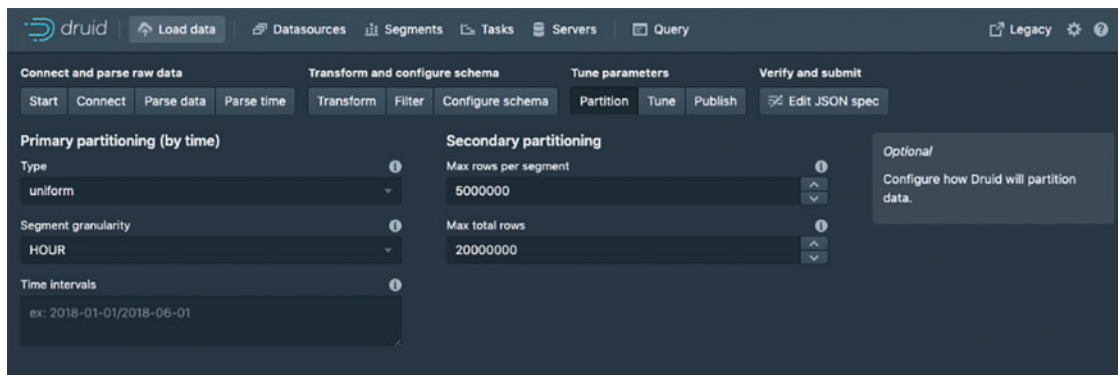 druid Load data Datasources Segments Tasks Servers Query Legacy
Connect and parse raw data Transform and configure schema Tune parameters Verify and submit
Start Connect Parse data Parse time Transform Filter Configure schema Partition Tune Publish Edit JSON spec
Primary partitioning (by time)
Type
uniform
Segment granularity
HOUR
Time intervals
ex: 2018-01-01/2018-06-01
Secondary partitioning
Max rows per segment
5000000
Max total rows
20000000
Optional
Configure how Druid will partition
data.